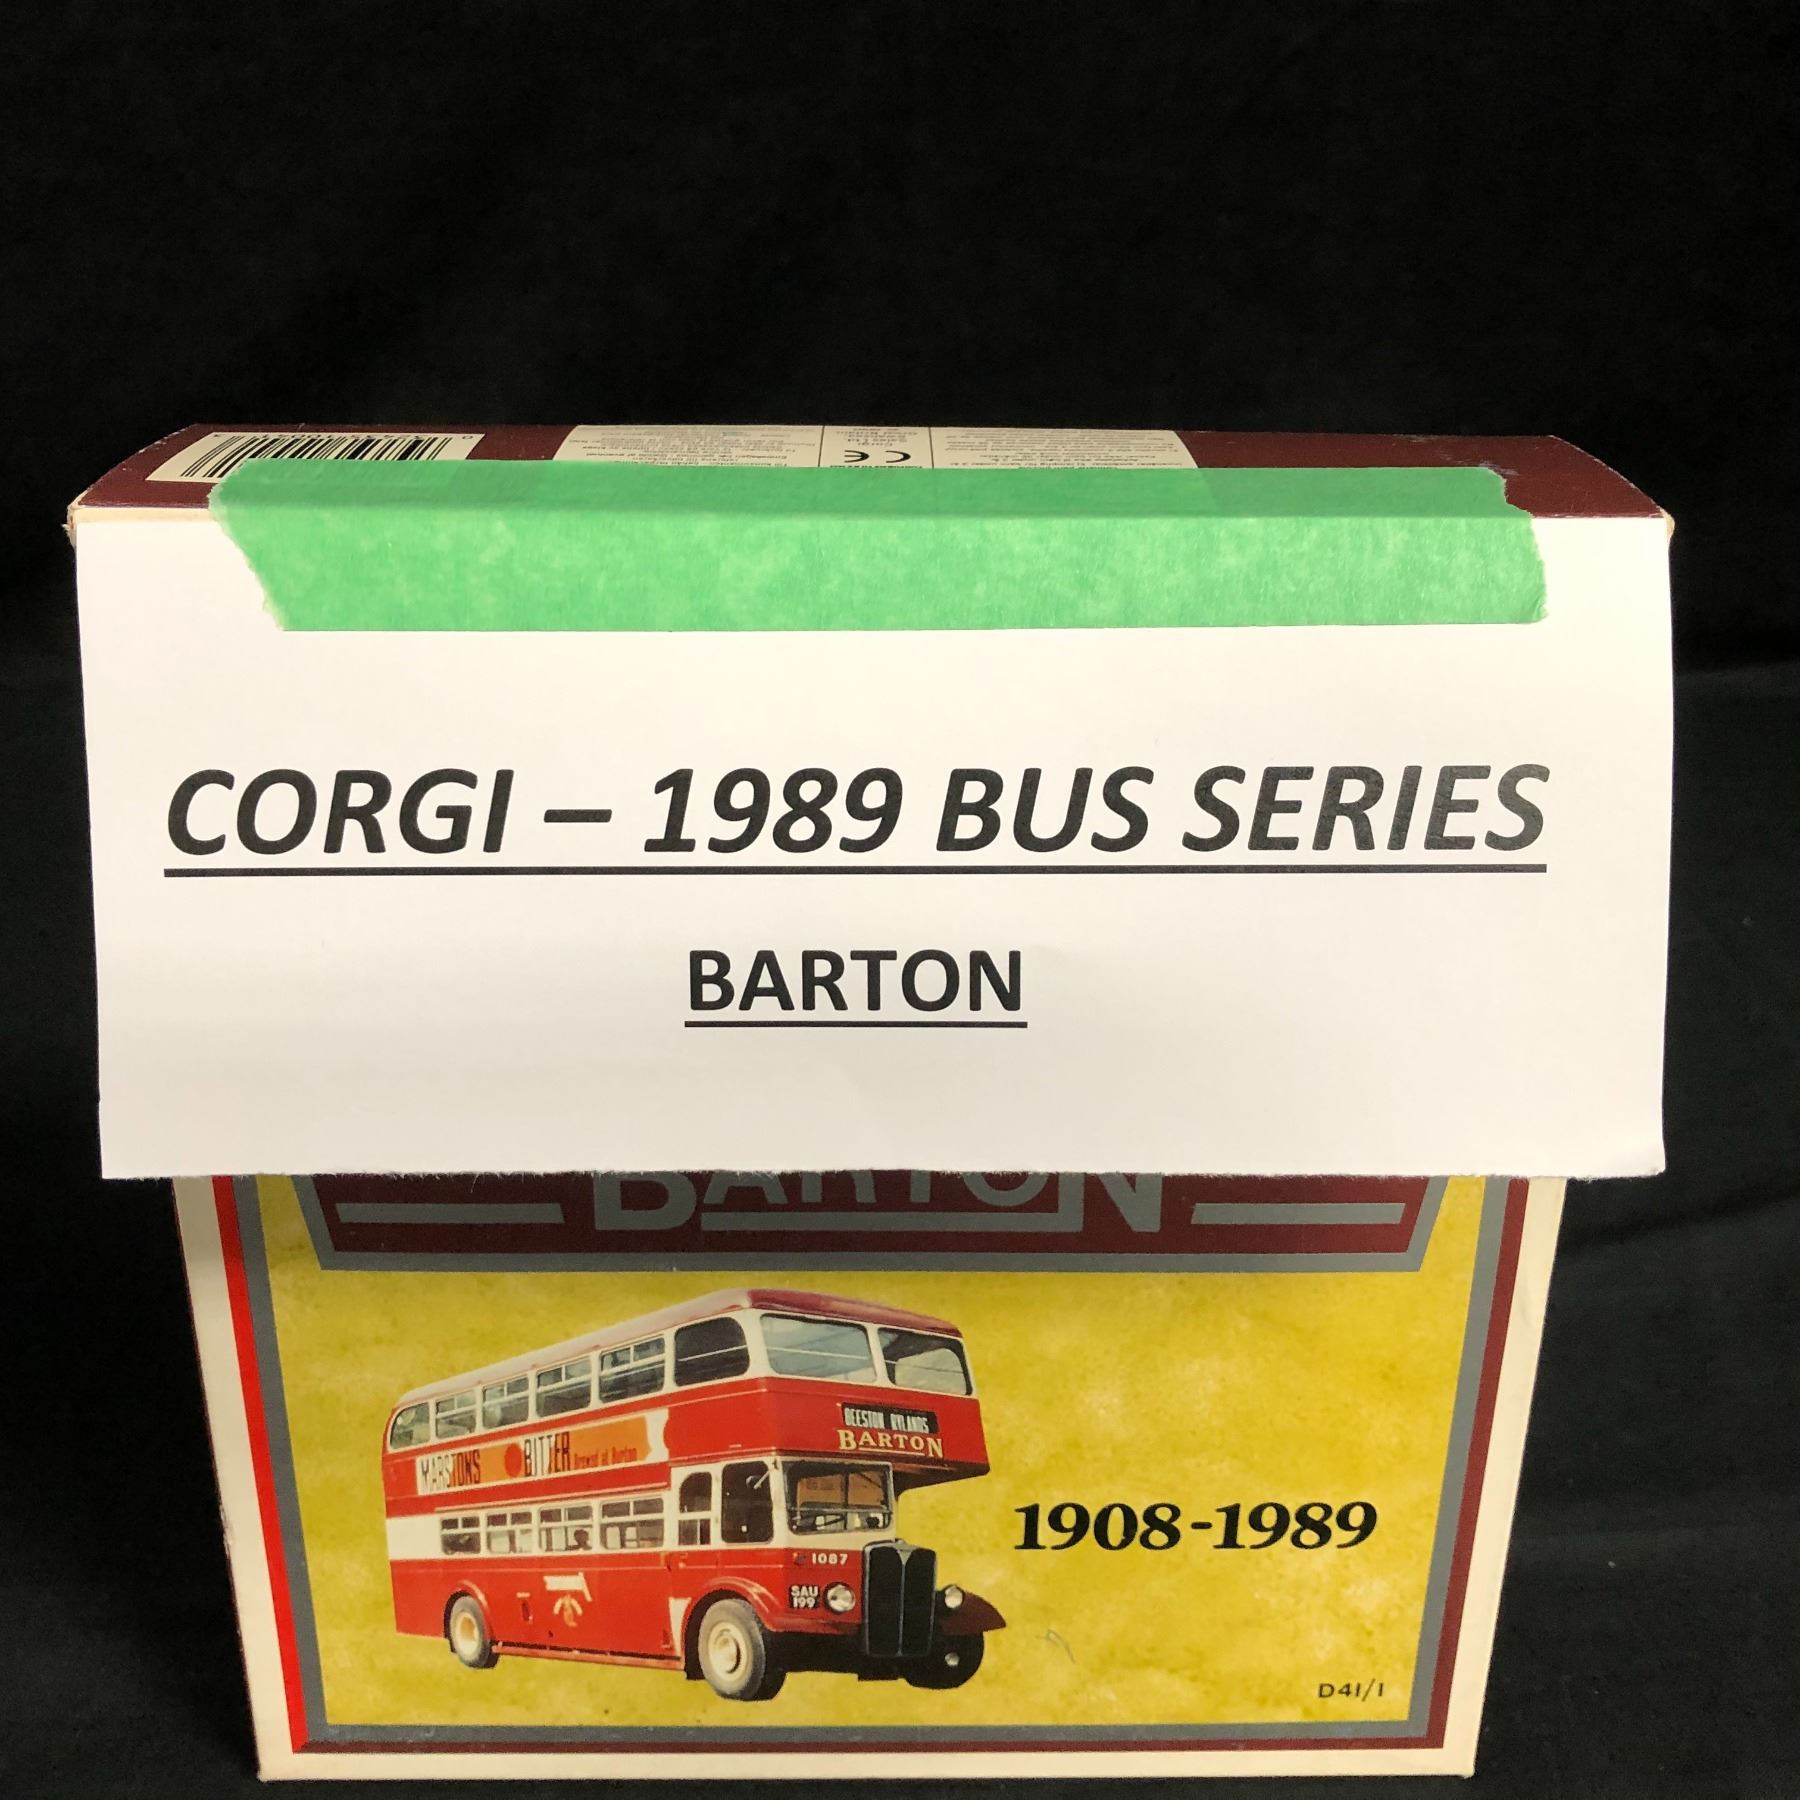 CORGI – 1989 BUS SERIES
BARTON
BARTON
BEESTON RYLANDS
BARTON
MARSTONS BITTER Brewed at Burton
1908-1989
1087
SAU
199
D41/1